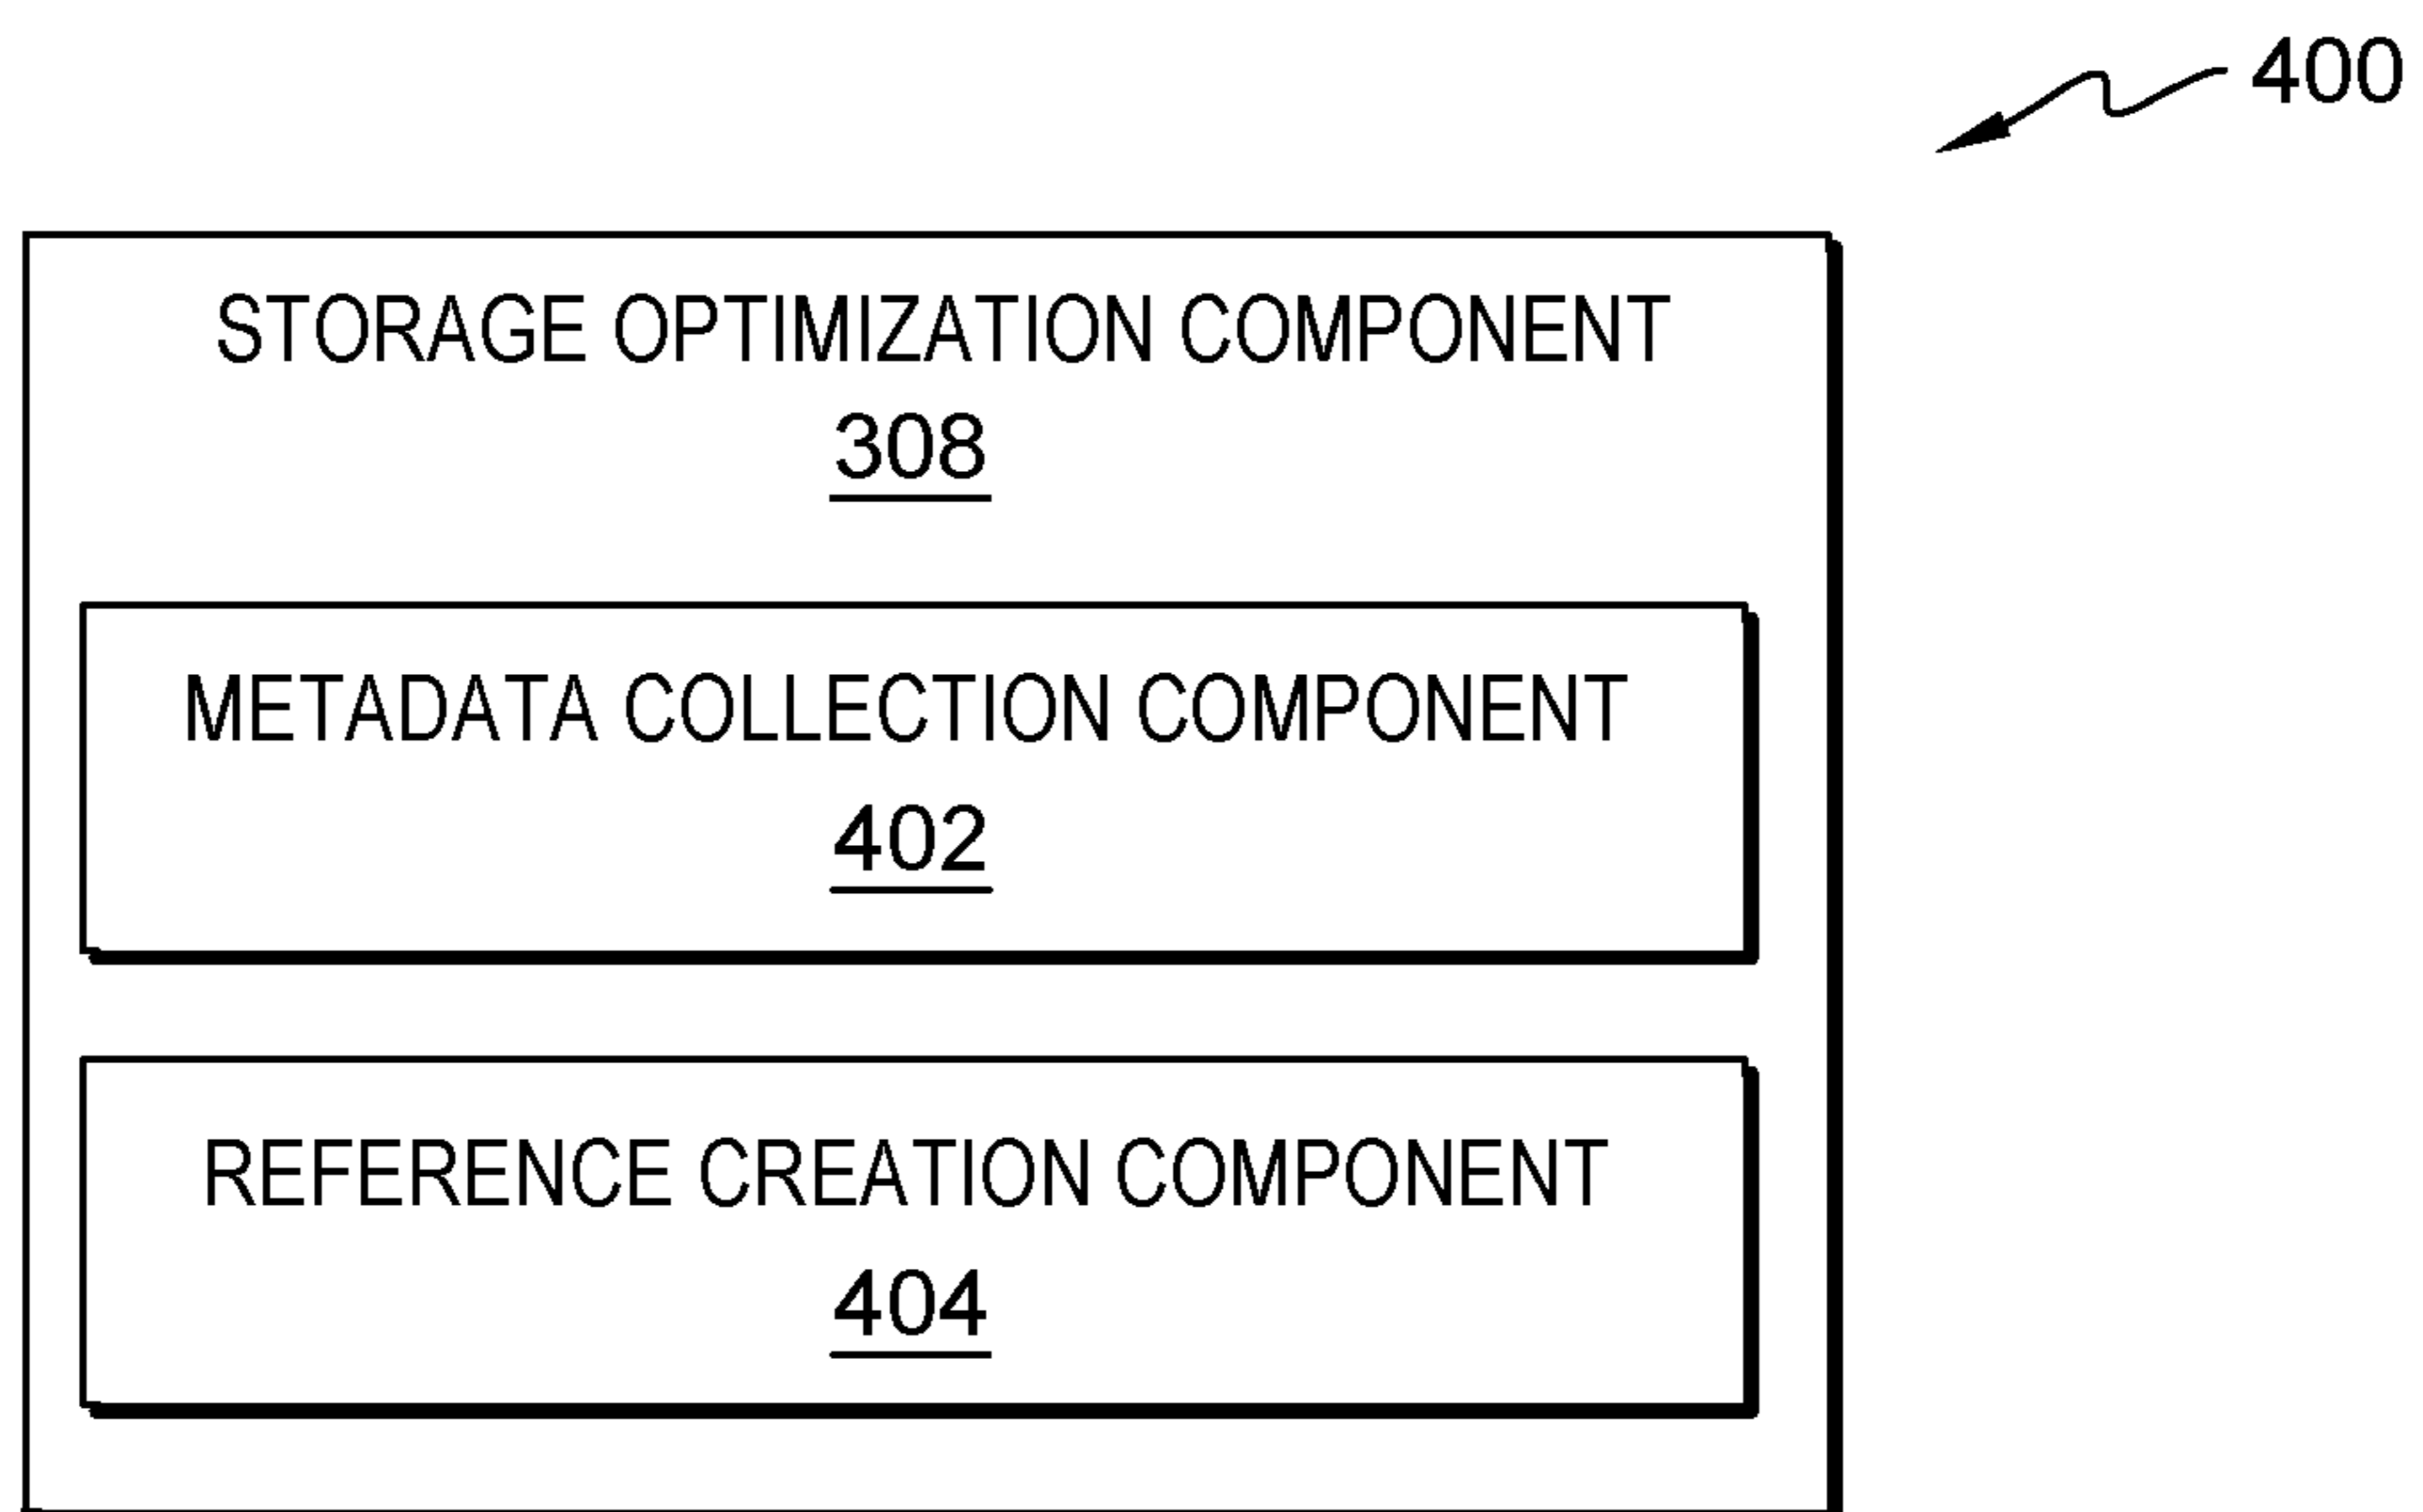 400
STORAGE OPTIMIZATION COMPONENT
308
METADATA COLLECTION COMPONENT
402
REFERENCE CREATION COMPONENT
404